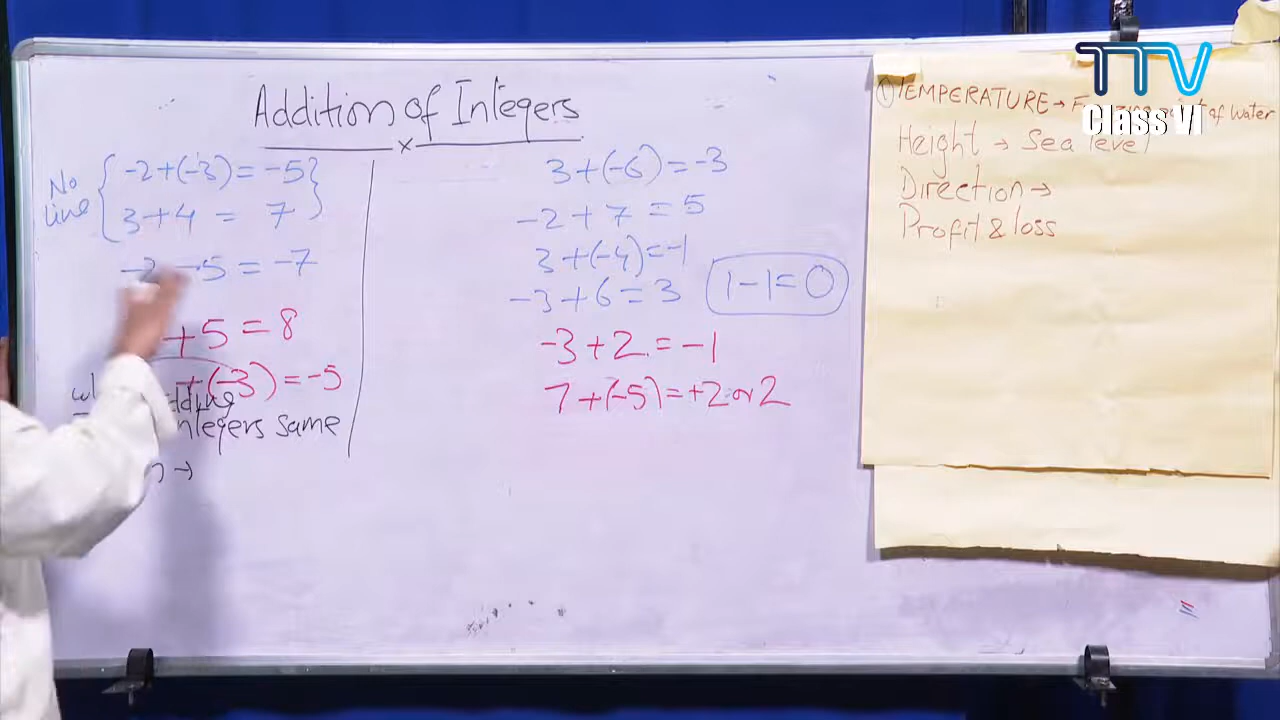 Addition of Integers
×
No
line
-2+(-3) = -5
3+4 = 7
-2 -5 = -7
+5 = 8
+(-3) = -5
Integers same
3+(-6) = -3
-2+7 = 5
3+(-4) = -1
-3+6 = 3
1-1=0
-3+2 = -1
7+(-5) = +2 or 2
TTV
Class VI
① TEMPERATURE → of water
Height → Sea level
Direction →
Profit & loss